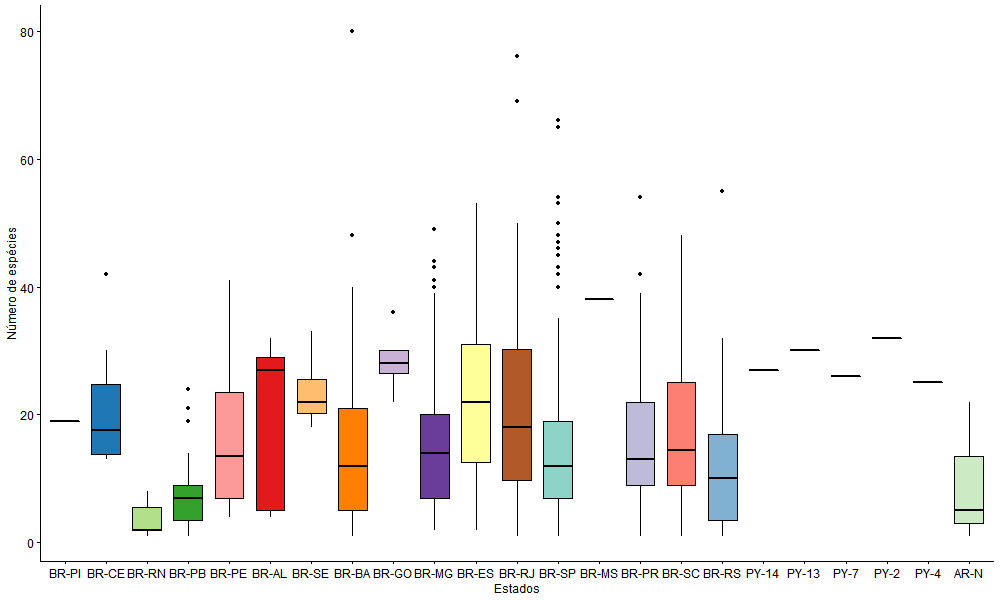 Número de espécies
80
60
40
20
0
BR-PI BR-CE BR-RN BR-PB BR-PE BR-AL BR-SE BR-BA BR-GO BR-MG BR-ES BR-RJ BR-SP BR-MS BR-PR BR-SC BR-RS PY-14 PY-13 PY-7 PY-2 PY-4 AR-N
Estados